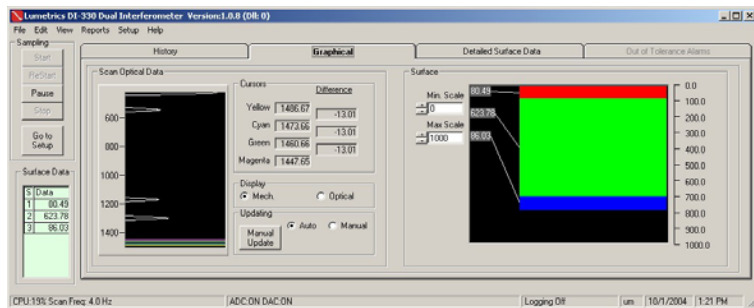 Lumetrics DI-330 Dual Interferometer Version:1.0.8 (Dll: 0)
File Edit View Reports Setup Help
Sampling
Start
ReStart
Pause
Stop
Go to
Setup
Surface Data
S Data
1 80.49
2 623.78
3 86.03
History
Graphical
Detailed Surface Data
Out of Tolerance Alarms
Scan Optical Data
600-
800-
1000-
1200-
1400-
Cursors
Difference
Yellow 1486.67
-13.01
Cyan 1473.66
-13.01
Green 1460.66
-13.01
Magenta 1447.65
Display
Mech. Optical
Updating
Auto Manual
Manual
Update
Surface
Min. Scale
0
Max Scale
1000
80.49
623.78
86.03
0.0
100.0
200.0
300.0
400.0
500.0
600.0
700.0
800.0
900.0
1000.0
CPU:19% Scan Freq: 4.0 Hz
ADC:ON DAC:ON
Logging Off
um
10/1/2004
1:21 PM